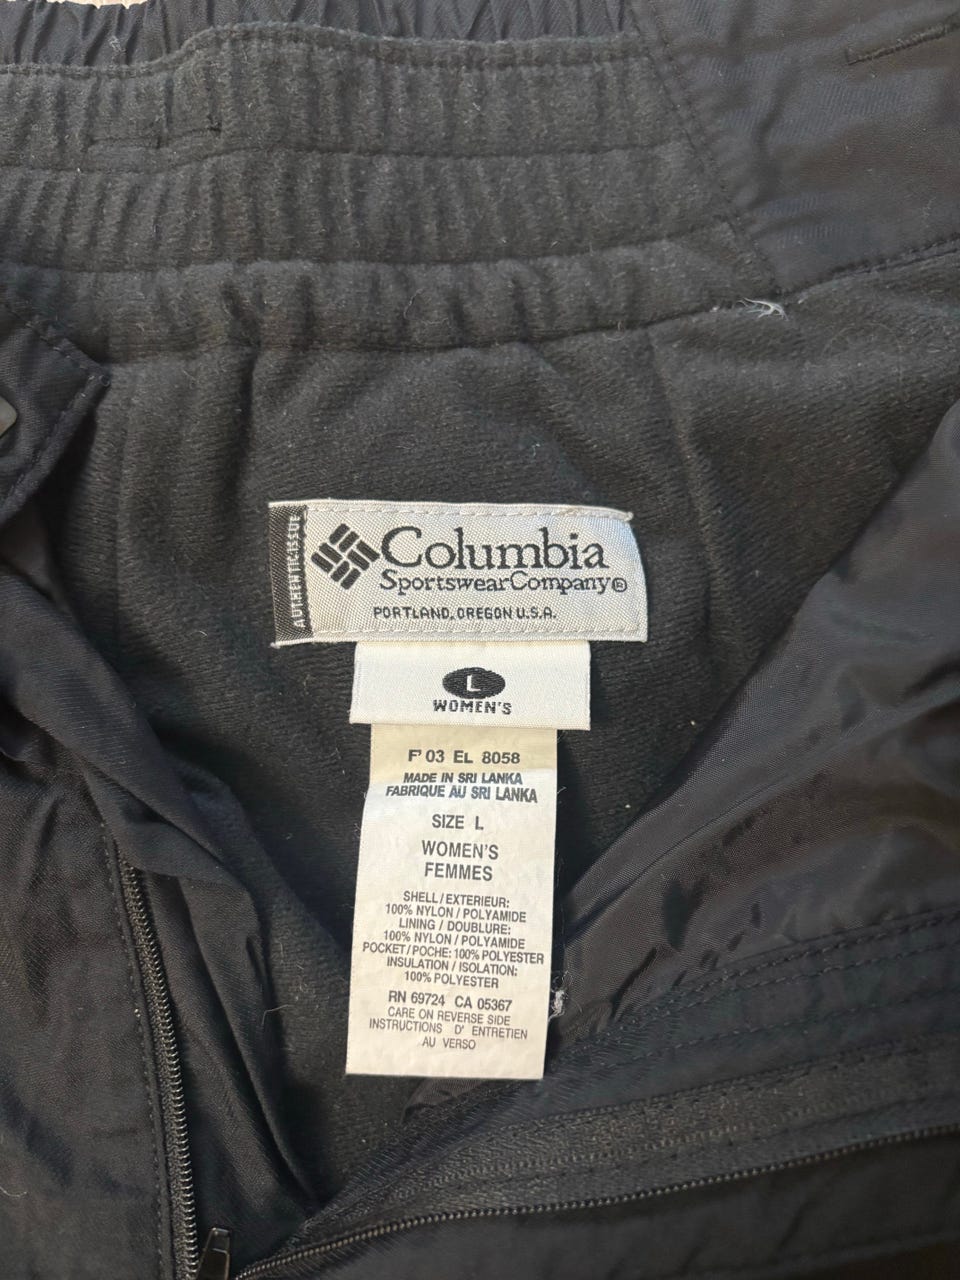 AUTHENTIC ISSUE
Columbia
Sportswear Company®
PORTLAND, OREGON U.S.A.
L
WOMEN'S
F' 03 EL 8058
MADE IN SRI LANKA
FABRIQUE AU SRI LANKA
SIZE L
WOMEN'S
FEMMES
SHELL / EXTERIEUR:
100% NYLON / POLYAMIDE
LINING / DOUBLURE:
100% NYLON / POLYAMIDE
POCKET / POCHE: 100% POLYESTER
INSULATION / ISOLATION:
100% POLYESTER
RN 69724 CA 05367
CARE ON REVERSE SIDE
INSTRUCTIONS D' ENTRETIEN
AU VERSO